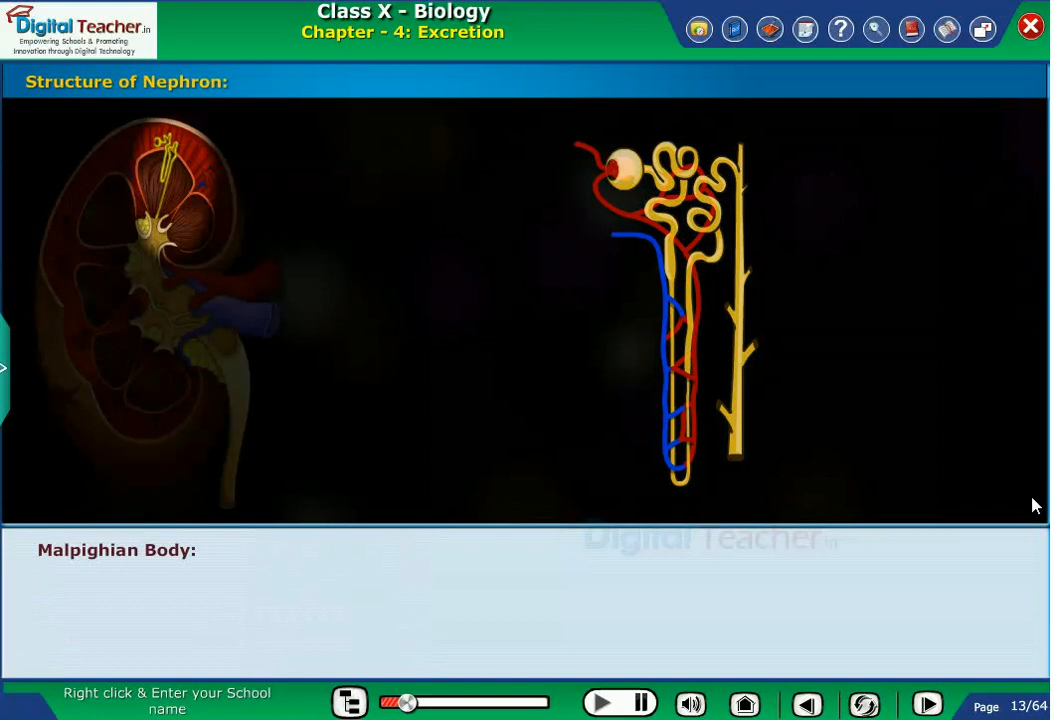 Digital Teacher.in
Empowering Schools & Promoting
Innovation through Digital Technology
Class X - Biology
Chapter - 4: Excretion
?
Structure of Nephron:
Malpighian Body:
Digital Teacher.in
Right click & Enter your School
name
Page 13/64